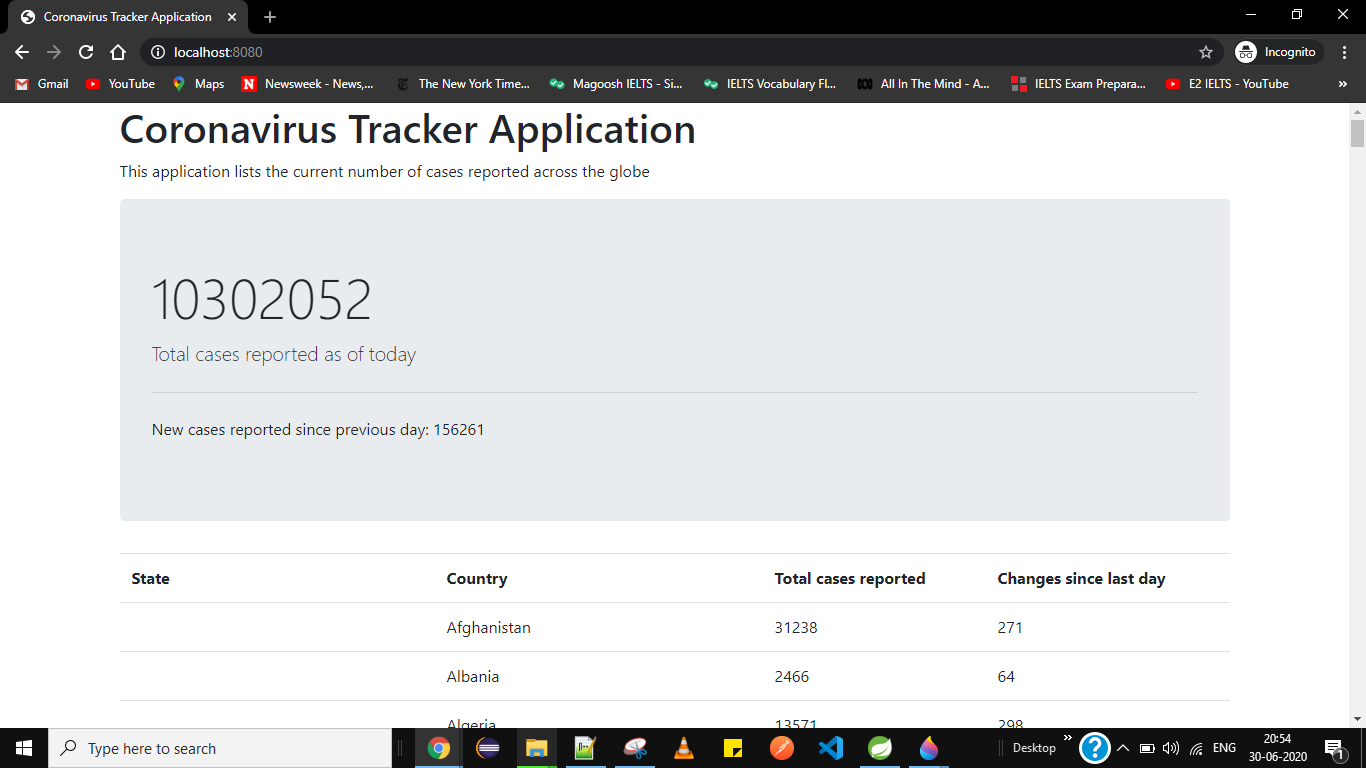 Coronavirus Tracker Application
localhost:8080
Incognito
Gmail YouTube Maps Newsweek - News,... The New York Time... Magoosh IELTS - Si... IELTS Vocabulary Fl... All In The Mind - A... IELTS Exam Prepara... E2 IELTS - YouTube
Coronavirus Tracker Application
This application lists the current number of cases reported across the globe
10302052
Total cases reported as of today
New cases reported since previous day: 156261
State Country Total cases reported Changes since last day
Afghanistan 31238 271
Albania 2466 64
Algeria 13571 298
Type here to search
Desktop
ENG
20:54
30-06-2020
1